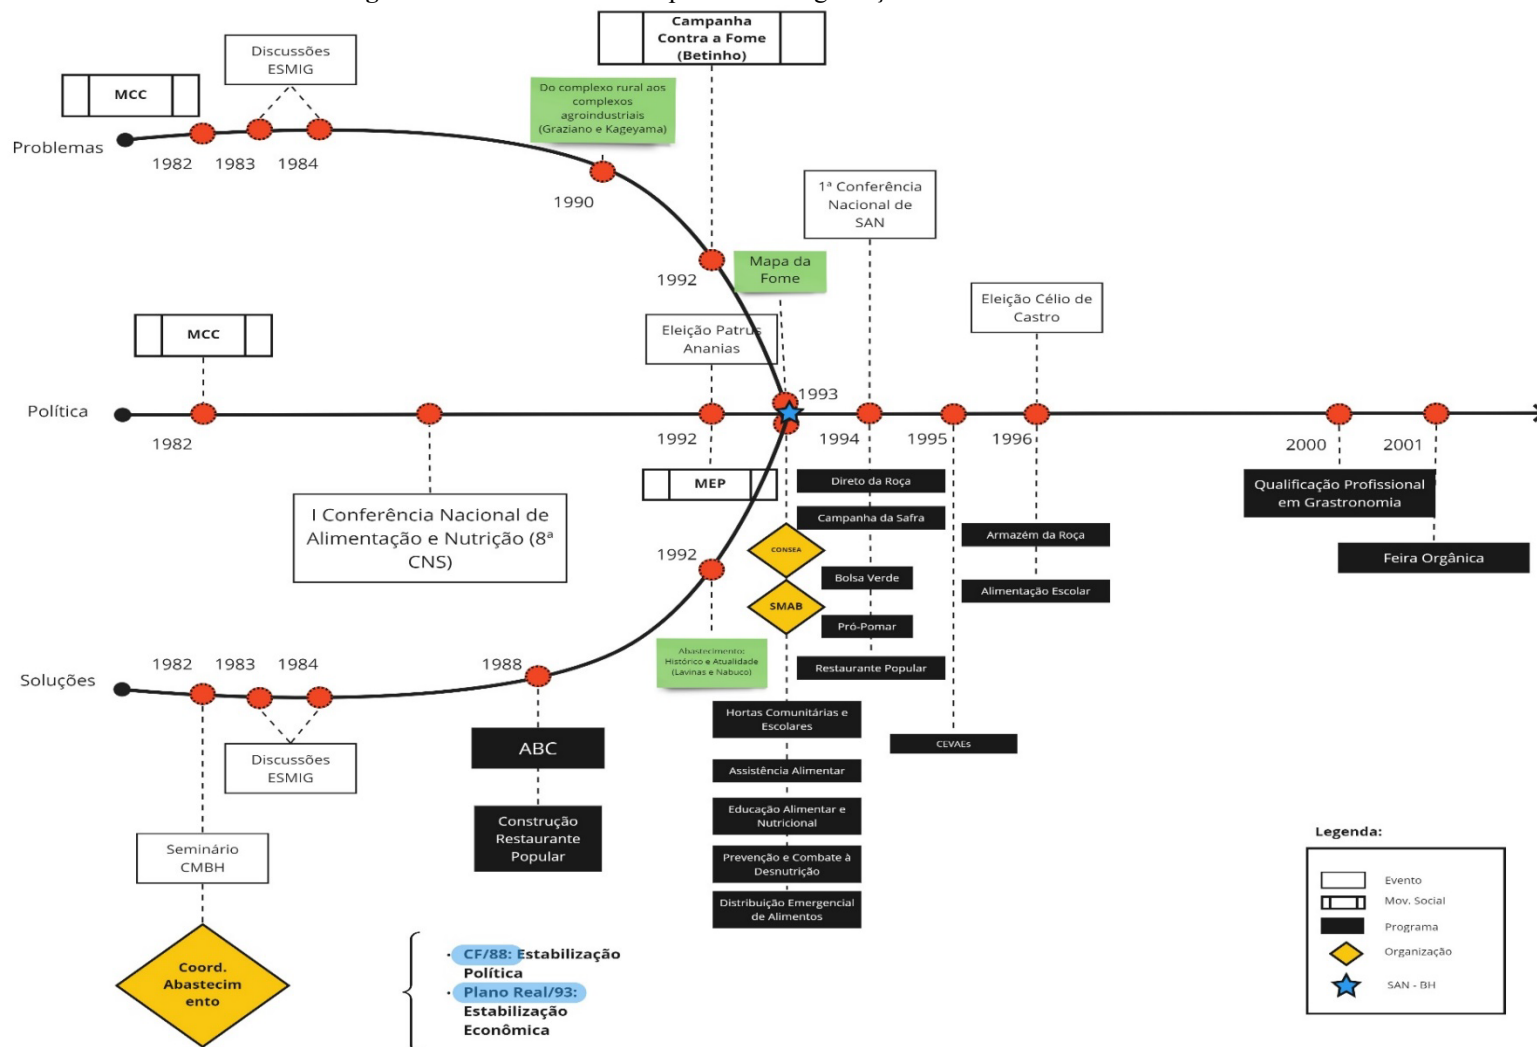 Campanha
Contra a Fome
(Betinho)
Discussões
ESMIG
MCC
Do complexo rural aos
complexos
agroindustriais
(Graziano e Kageyama)
Problemas
1982
1983
1984
1990
1ª Conferência
Nacional de
SAN
1992
Mapa da
Fome
Eleição Célio de
Castro
MCC
Eleição Patrus
Ananias
1993
Política
1982
1992
1994
1995
1996
2000
2001
I Conferência Nacional de
Alimentação e Nutrição (8ª
CNS)
MEP
Direto da Roça
Campanha da Safra
CONSEA
Bolsa Verde
SMAB
Pró-Pomar
Restaurante Popular
Armazém da Roça
Alimentação Escolar
Qualificação Profissional
em Grastronomia
Feira Orgânica
1992
Abastecimento:
Histórico e Atualidade
(Lavinas e Nabuco)
Soluções
1982
1983
1984
1988
Hortas Comunitárias e
Escolares
CEVAEs
Discussões
ESMIG
ABC
Assistência Alimentar
Construção
Restaurante
Popular
Educação Alimentar e
Nutricional
Seminário
CMBH
Prevenção e Combate à
Desnutrição
Distribuição Emergencial
de Alimentos
Coord.
Abastecim
ento
· CF/88: Estabilização
Política
· Plano Real/93:
Estabilização
Econômica
Legenda:
Evento
Mov. Social
Programa
Organização
SAN - BH